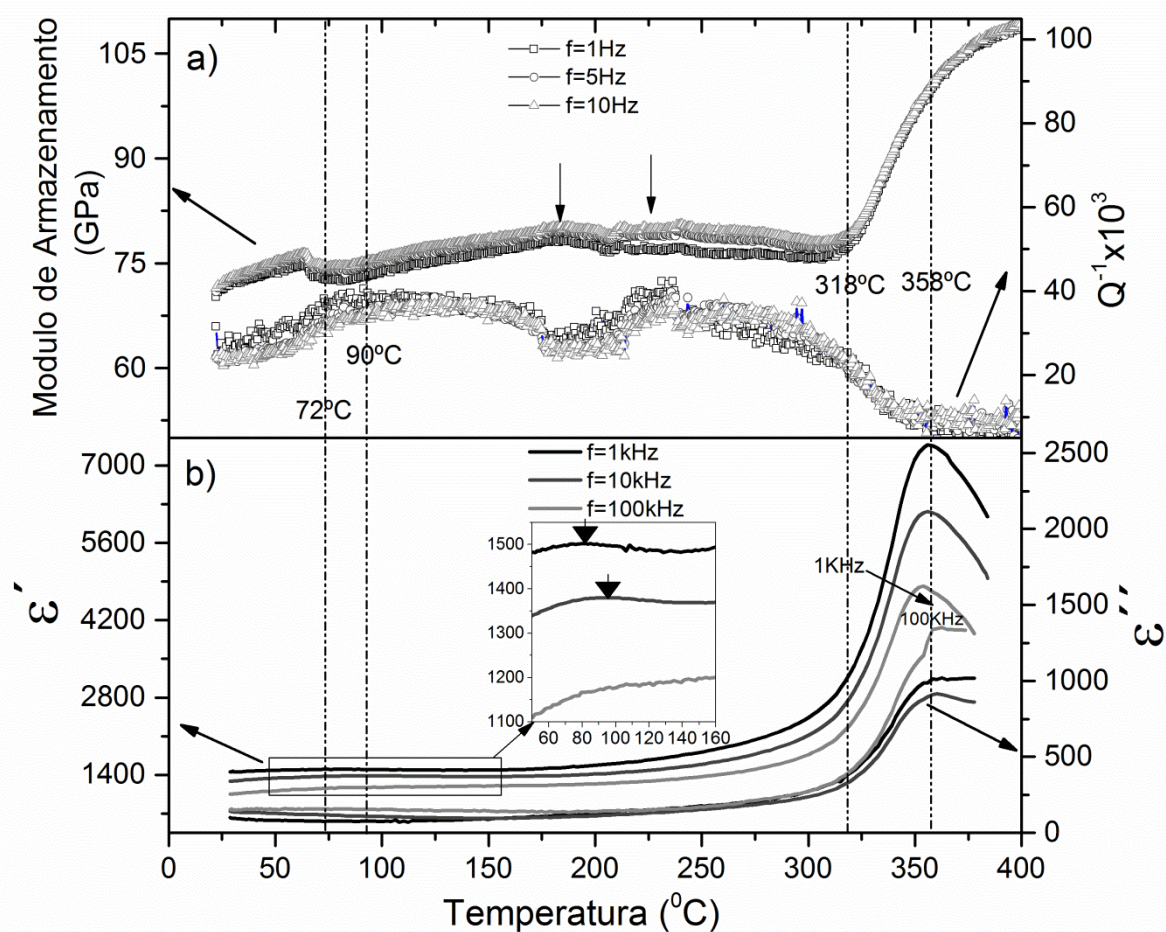 a)
f=1Hz
f=5Hz
f=10Hz
Modulo de Armazenamento
(GPa)
105
90
75
60
100
80
60
40
20
0
Q⁻¹x10³
72ºC
90ºC
318ºC
358ºC
b)
f=1kHz
f=10kHz
f=100kHz
ε′
7000
5600
4200
2800
1400
2500
2000
1500
1000
500
0
ε′′
1500
1400
1300
1200
1100
60 80 100 120 140 160
1KHz
100KHz
0 50 100 150 200 250 300 350 400
Temperatura (⁰C)